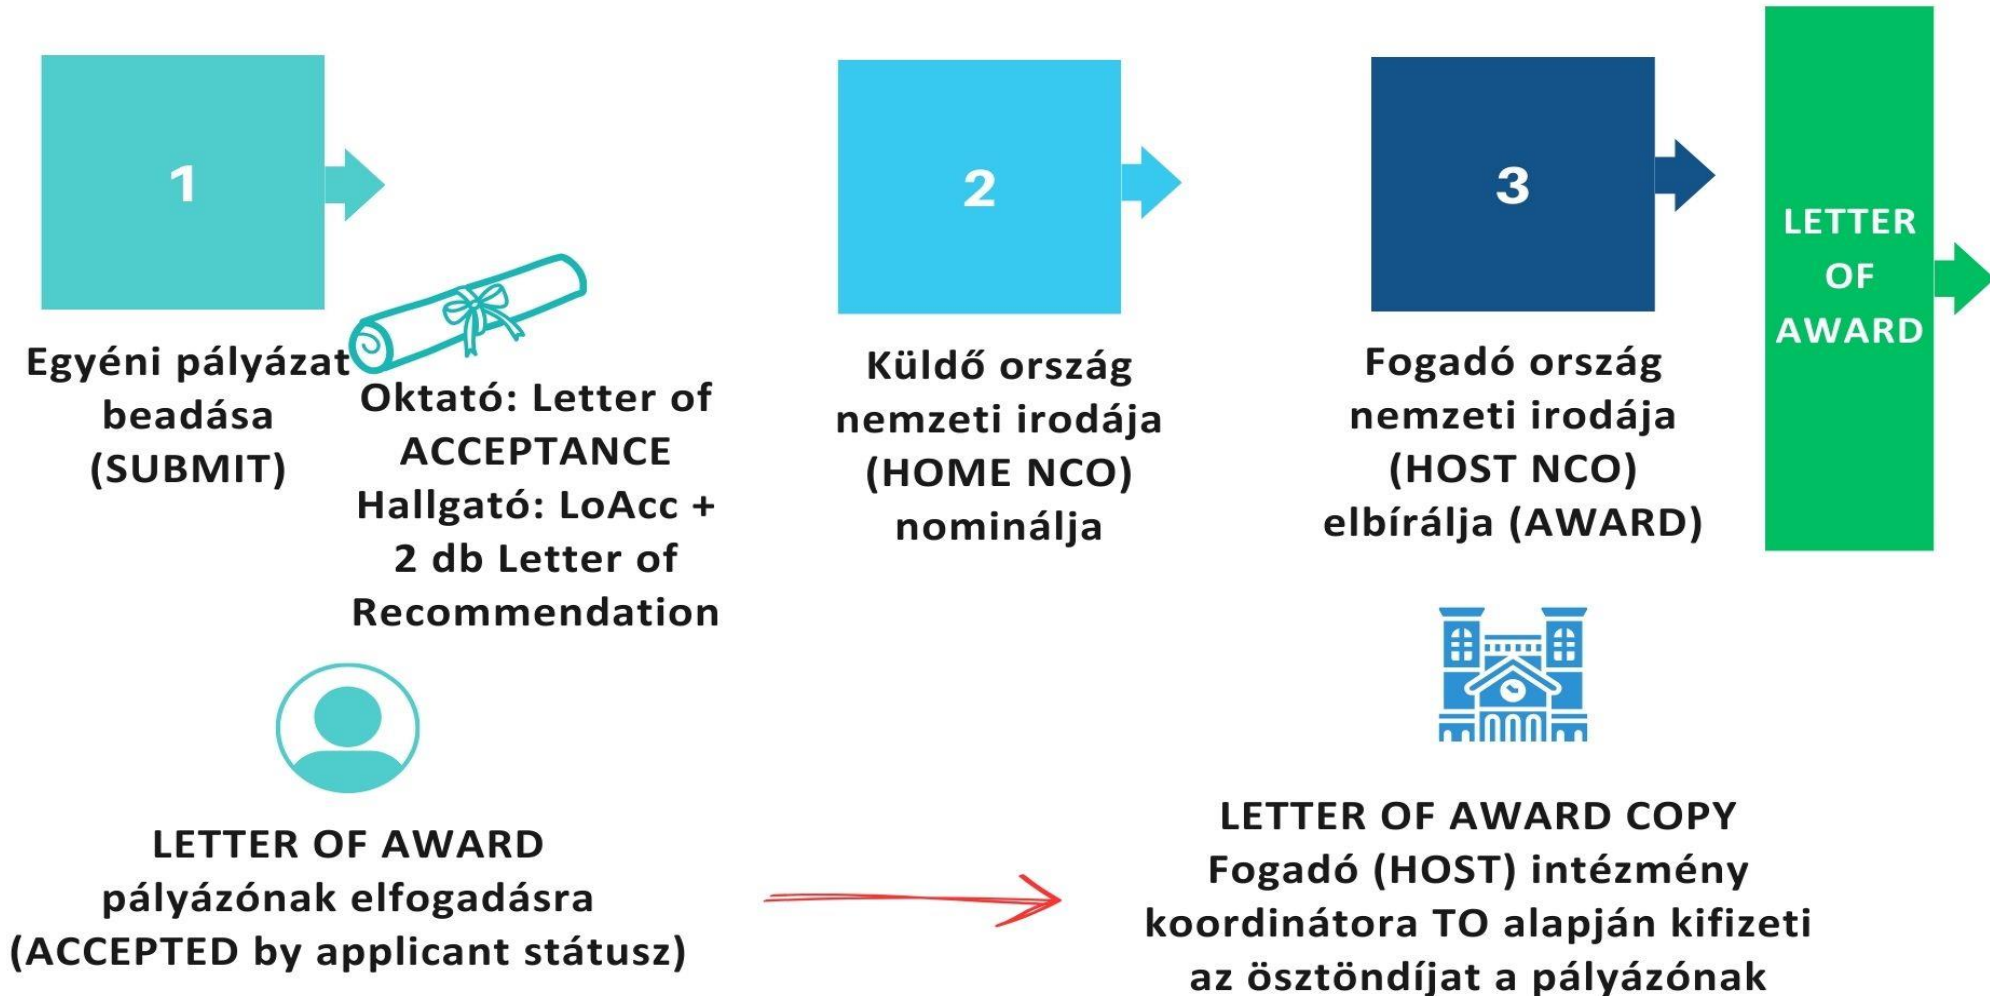 1
Egyéni pályázat
beadása
(SUBMIT)
Oktató: Letter of
ACCEPTANCE
Hallgató: LoAcc +
2 db Letter of
Recommendation
2
Küldő ország
nemzeti irodája
(HOME NCO)
nominálja
3
Fogadó ország
nemzeti irodája
(HOST NCO)
elbírálja (AWARD)
LETTER
OF
AWARD
LETTER OF AWARD
pályázónak elfogadásra
(ACCEPTED by applicant státusz)
LETTER OF AWARD COPY
Fogadó (HOST) intézmény
koordinátora TO alapján kifizeti
az ösztöndíjat a pályázónak